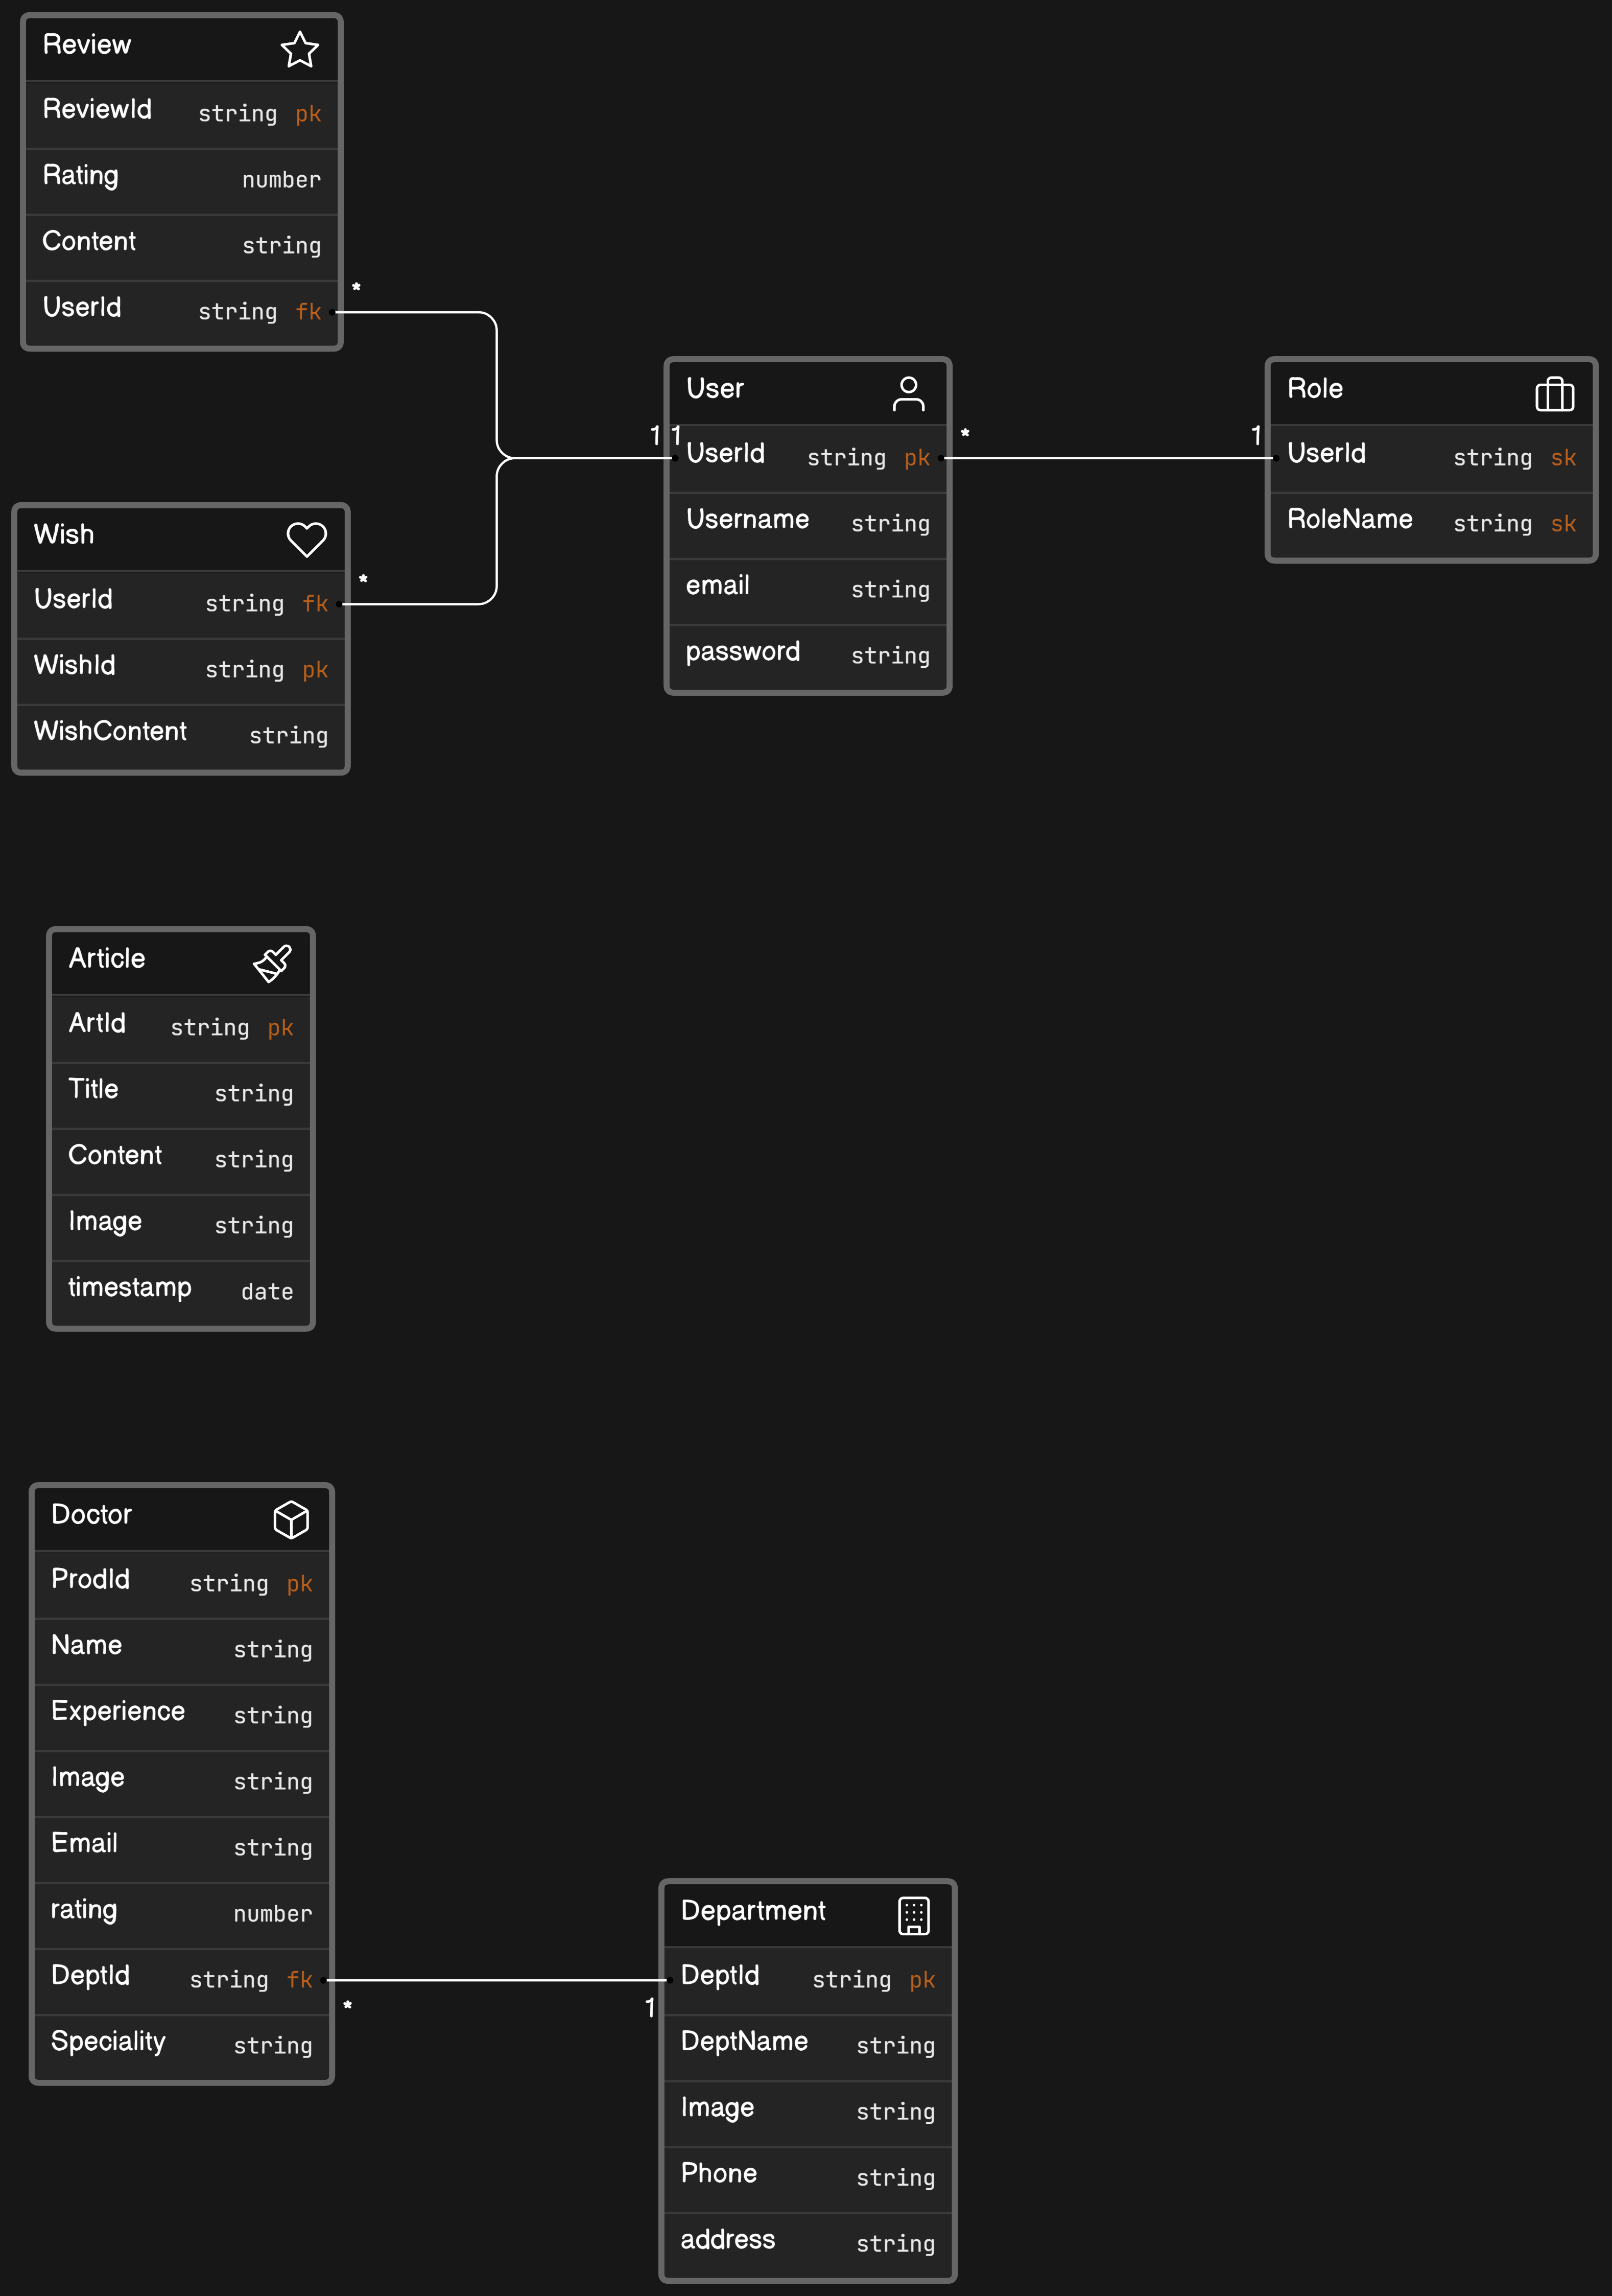 Review
ReviewId string pk
Rating number
Content string
UserId string fk
*
1 1
User
UserId string pk
Username string
email string
password string
*
1
Role
UserId string sk
RoleName string sk
Wish
UserId string fk
WishId string pk
WishContent string
*
Article
ArtId string pk
Title string
Content string
Image string
timestamp date
Doctor
ProdId string pk
Name string
Experience string
Image string
Email string
rating number
DeptId string fk
Speciality string
*
1
Department
DeptId string pk
DeptName string
Image string
Phone string
address string